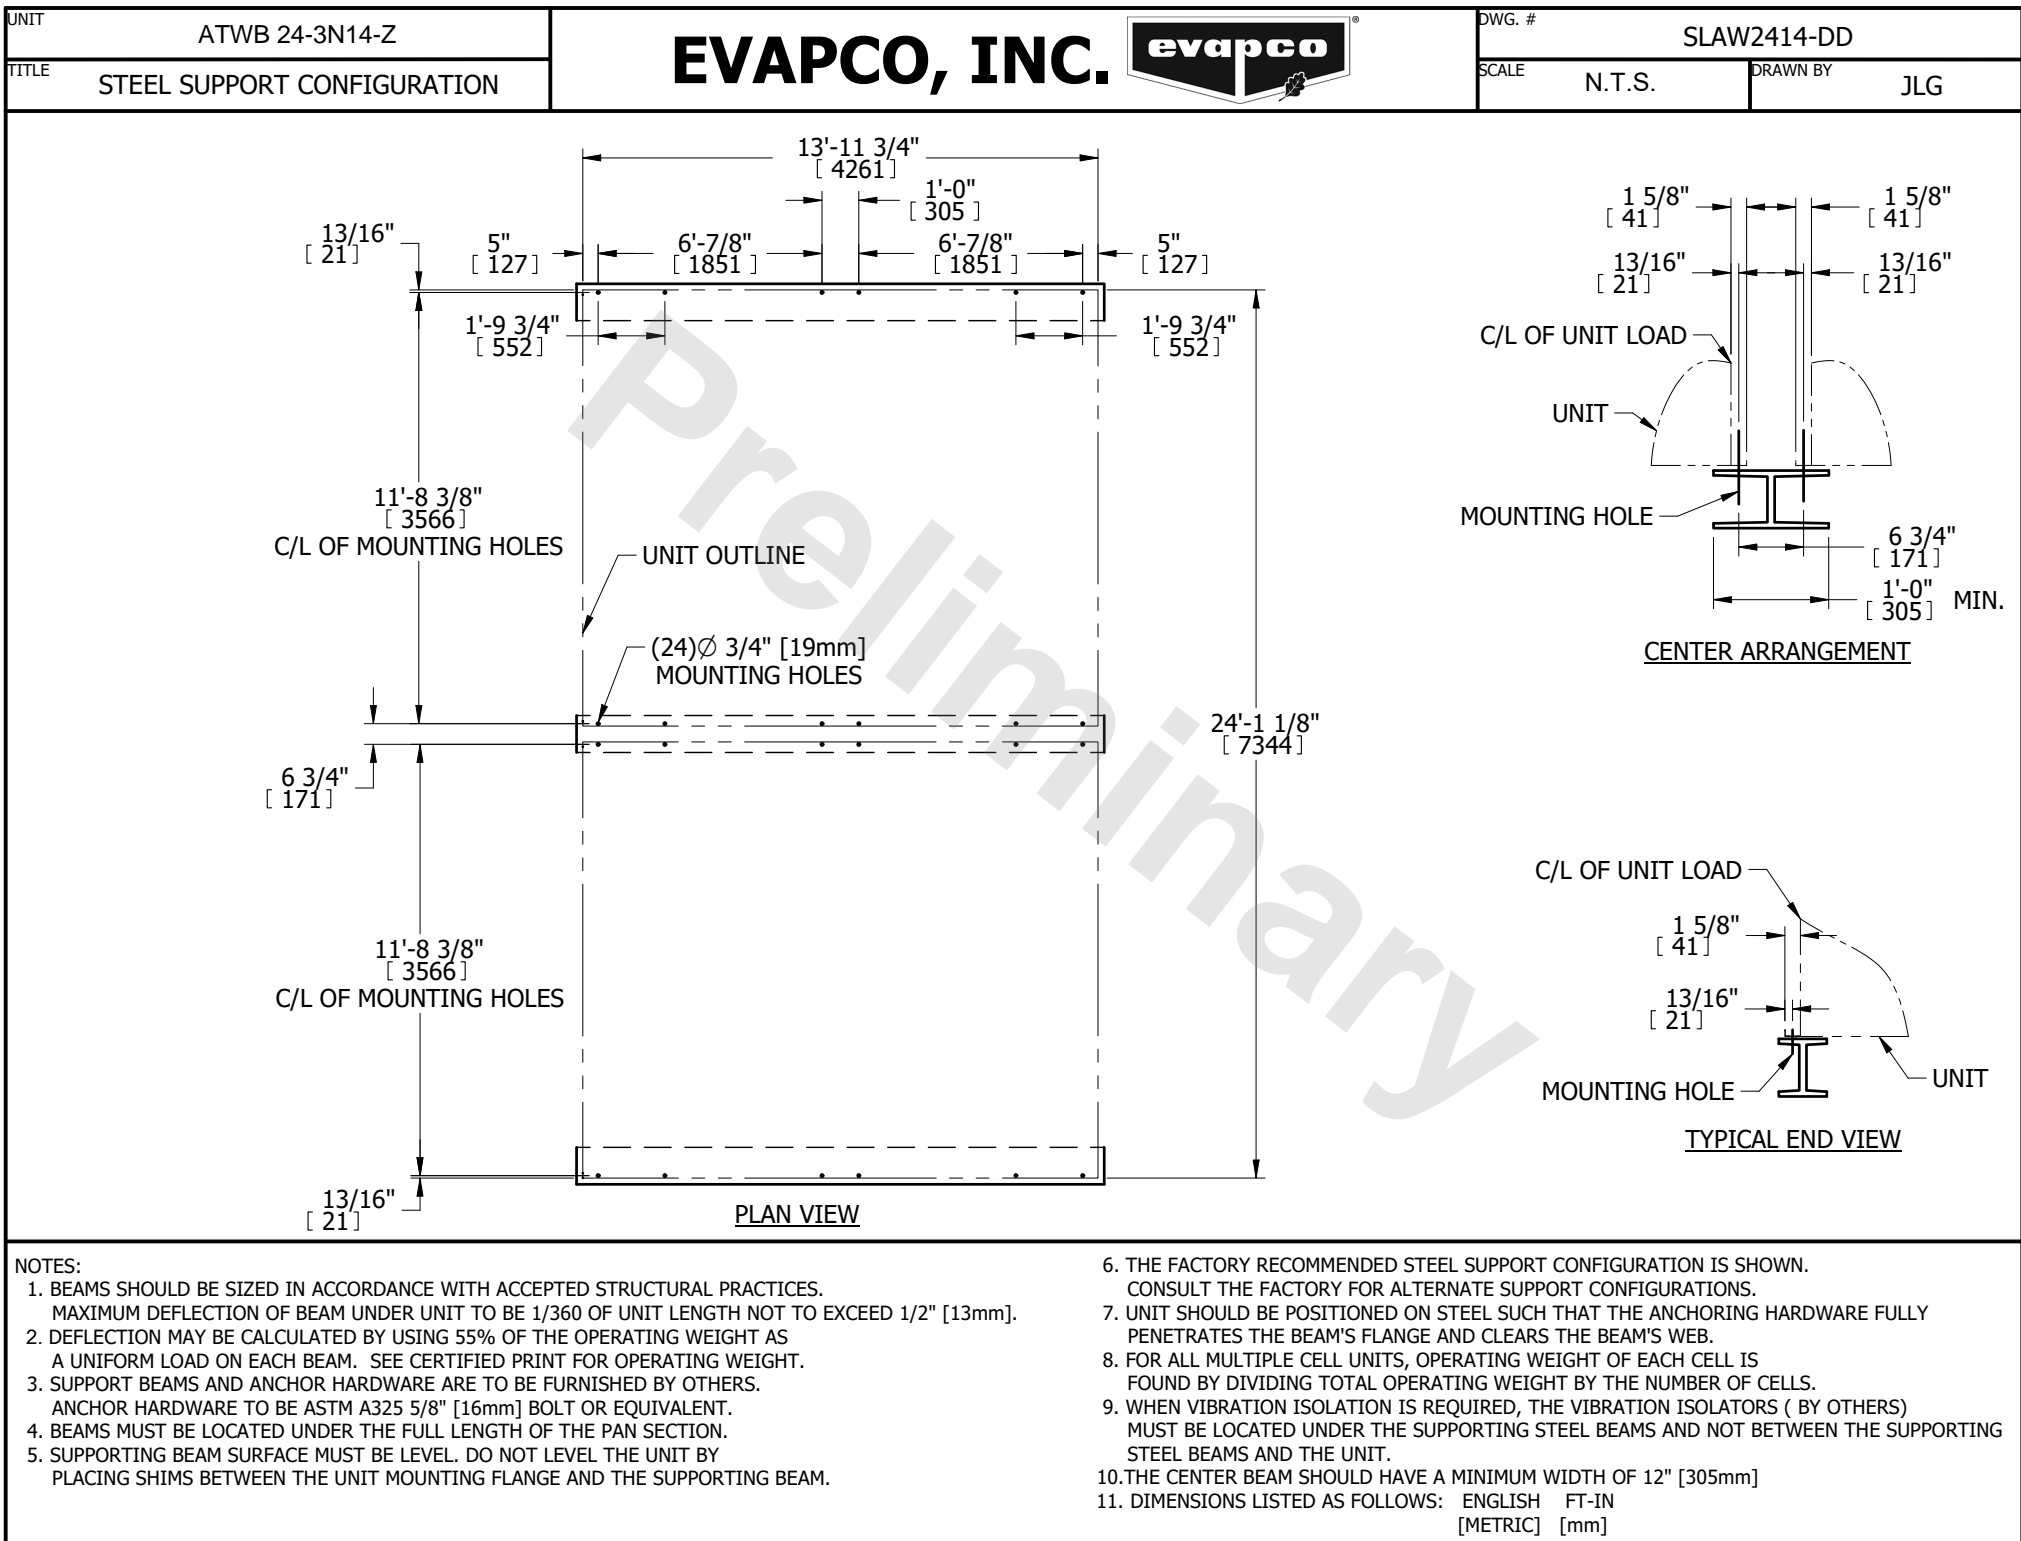 UNIT
ATWB 24-3N14-Z
TITLE
STEEL SUPPORT CONFIGURATION
EVAPCO, INC.
evapco
®
DWG. #
SLAW2414-DD
SCALE
N.T.S.
DRAWN BY
JLG
13'-11 3/4"
[ 4261]
1'-0"
[ 305 ]
13/16"
[ 21]
5"
[ 127]
6'-7/8"
[ 1851 ]
6'-7/8"
[ 1851 ]
5"
[ 127]
1'-9 3/4"
[ 552]
1'-9 3/4"
[ 552]
11'-8 3/8"
[ 3566]
C/L OF MOUNTING HOLES
UNIT OUTLINE
(24)∅ 3/4" [19mm]
MOUNTING HOLES
6 3/4"
[ 171]
24'-1 1/8"
[ 7344]
11'-8 3/8"
[ 3566]
C/L OF MOUNTING HOLES
13/16"
[ 21]
PLAN VIEW
Preliminary
1 5/8"
[ 41]
1 5/8"
[ 41]
13/16"
[ 21]
13/16"
[ 21]
C/L OF UNIT LOAD
UNIT
MOUNTING HOLE
6 3/4"
[ 171]
1'-0"
[ 305] MIN.
CENTER ARRANGEMENT
C/L OF UNIT LOAD
1 5/8"
[ 41]
13/16"
[ 21]
MOUNTING HOLE
UNIT
TYPICAL END VIEW
NOTES:
1. BEAMS SHOULD BE SIZED IN ACCORDANCE WITH ACCEPTED STRUCTURAL PRACTICES.
MAXIMUM DEFLECTION OF BEAM UNDER UNIT TO BE 1/360 OF UNIT LENGTH NOT TO EXCEED 1/2" [13mm].
2. DEFLECTION MAY BE CALCULATED BY USING 55% OF THE OPERATING WEIGHT AS
A UNIFORM LOAD ON EACH BEAM. SEE CERTIFIED PRINT FOR OPERATING WEIGHT.
3. SUPPORT BEAMS AND ANCHOR HARDWARE ARE TO BE FURNISHED BY OTHERS.
ANCHOR HARDWARE TO BE ASTM A325 5/8" [16mm] BOLT OR EQUIVALENT.
4. BEAMS MUST BE LOCATED UNDER THE FULL LENGTH OF THE PAN SECTION.
5. SUPPORTING BEAM SURFACE MUST BE LEVEL. DO NOT LEVEL THE UNIT BY
PLACING SHIMS BETWEEN THE UNIT MOUNTING FLANGE AND THE SUPPORTING BEAM.
6. THE FACTORY RECOMMENDED STEEL SUPPORT CONFIGURATION IS SHOWN.
CONSULT THE FACTORY FOR ALTERNATE SUPPORT CONFIGURATIONS.
7. UNIT SHOULD BE POSITIONED ON STEEL SUCH THAT THE ANCHORING HARDWARE FULLY
PENETRATES THE BEAM'S FLANGE AND CLEARS THE BEAM'S WEB.
8. FOR ALL MULTIPLE CELL UNITS, OPERATING WEIGHT OF EACH CELL IS
FOUND BY DIVIDING TOTAL OPERATING WEIGHT BY THE NUMBER OF CELLS.
9. WHEN VIBRATION ISOLATION IS REQUIRED, THE VIBRATION ISOLATORS ( BY OTHERS)
MUST BE LOCATED UNDER THE SUPPORTING STEEL BEAMS AND NOT BETWEEN THE SUPPORTING
STEEL BEAMS AND THE UNIT.
10.THE CENTER BEAM SHOULD HAVE A MINIMUM WIDTH OF 12" [305mm]
11. DIMENSIONS LISTED AS FOLLOWS: ENGLISH FT-IN
[METRIC] [mm]